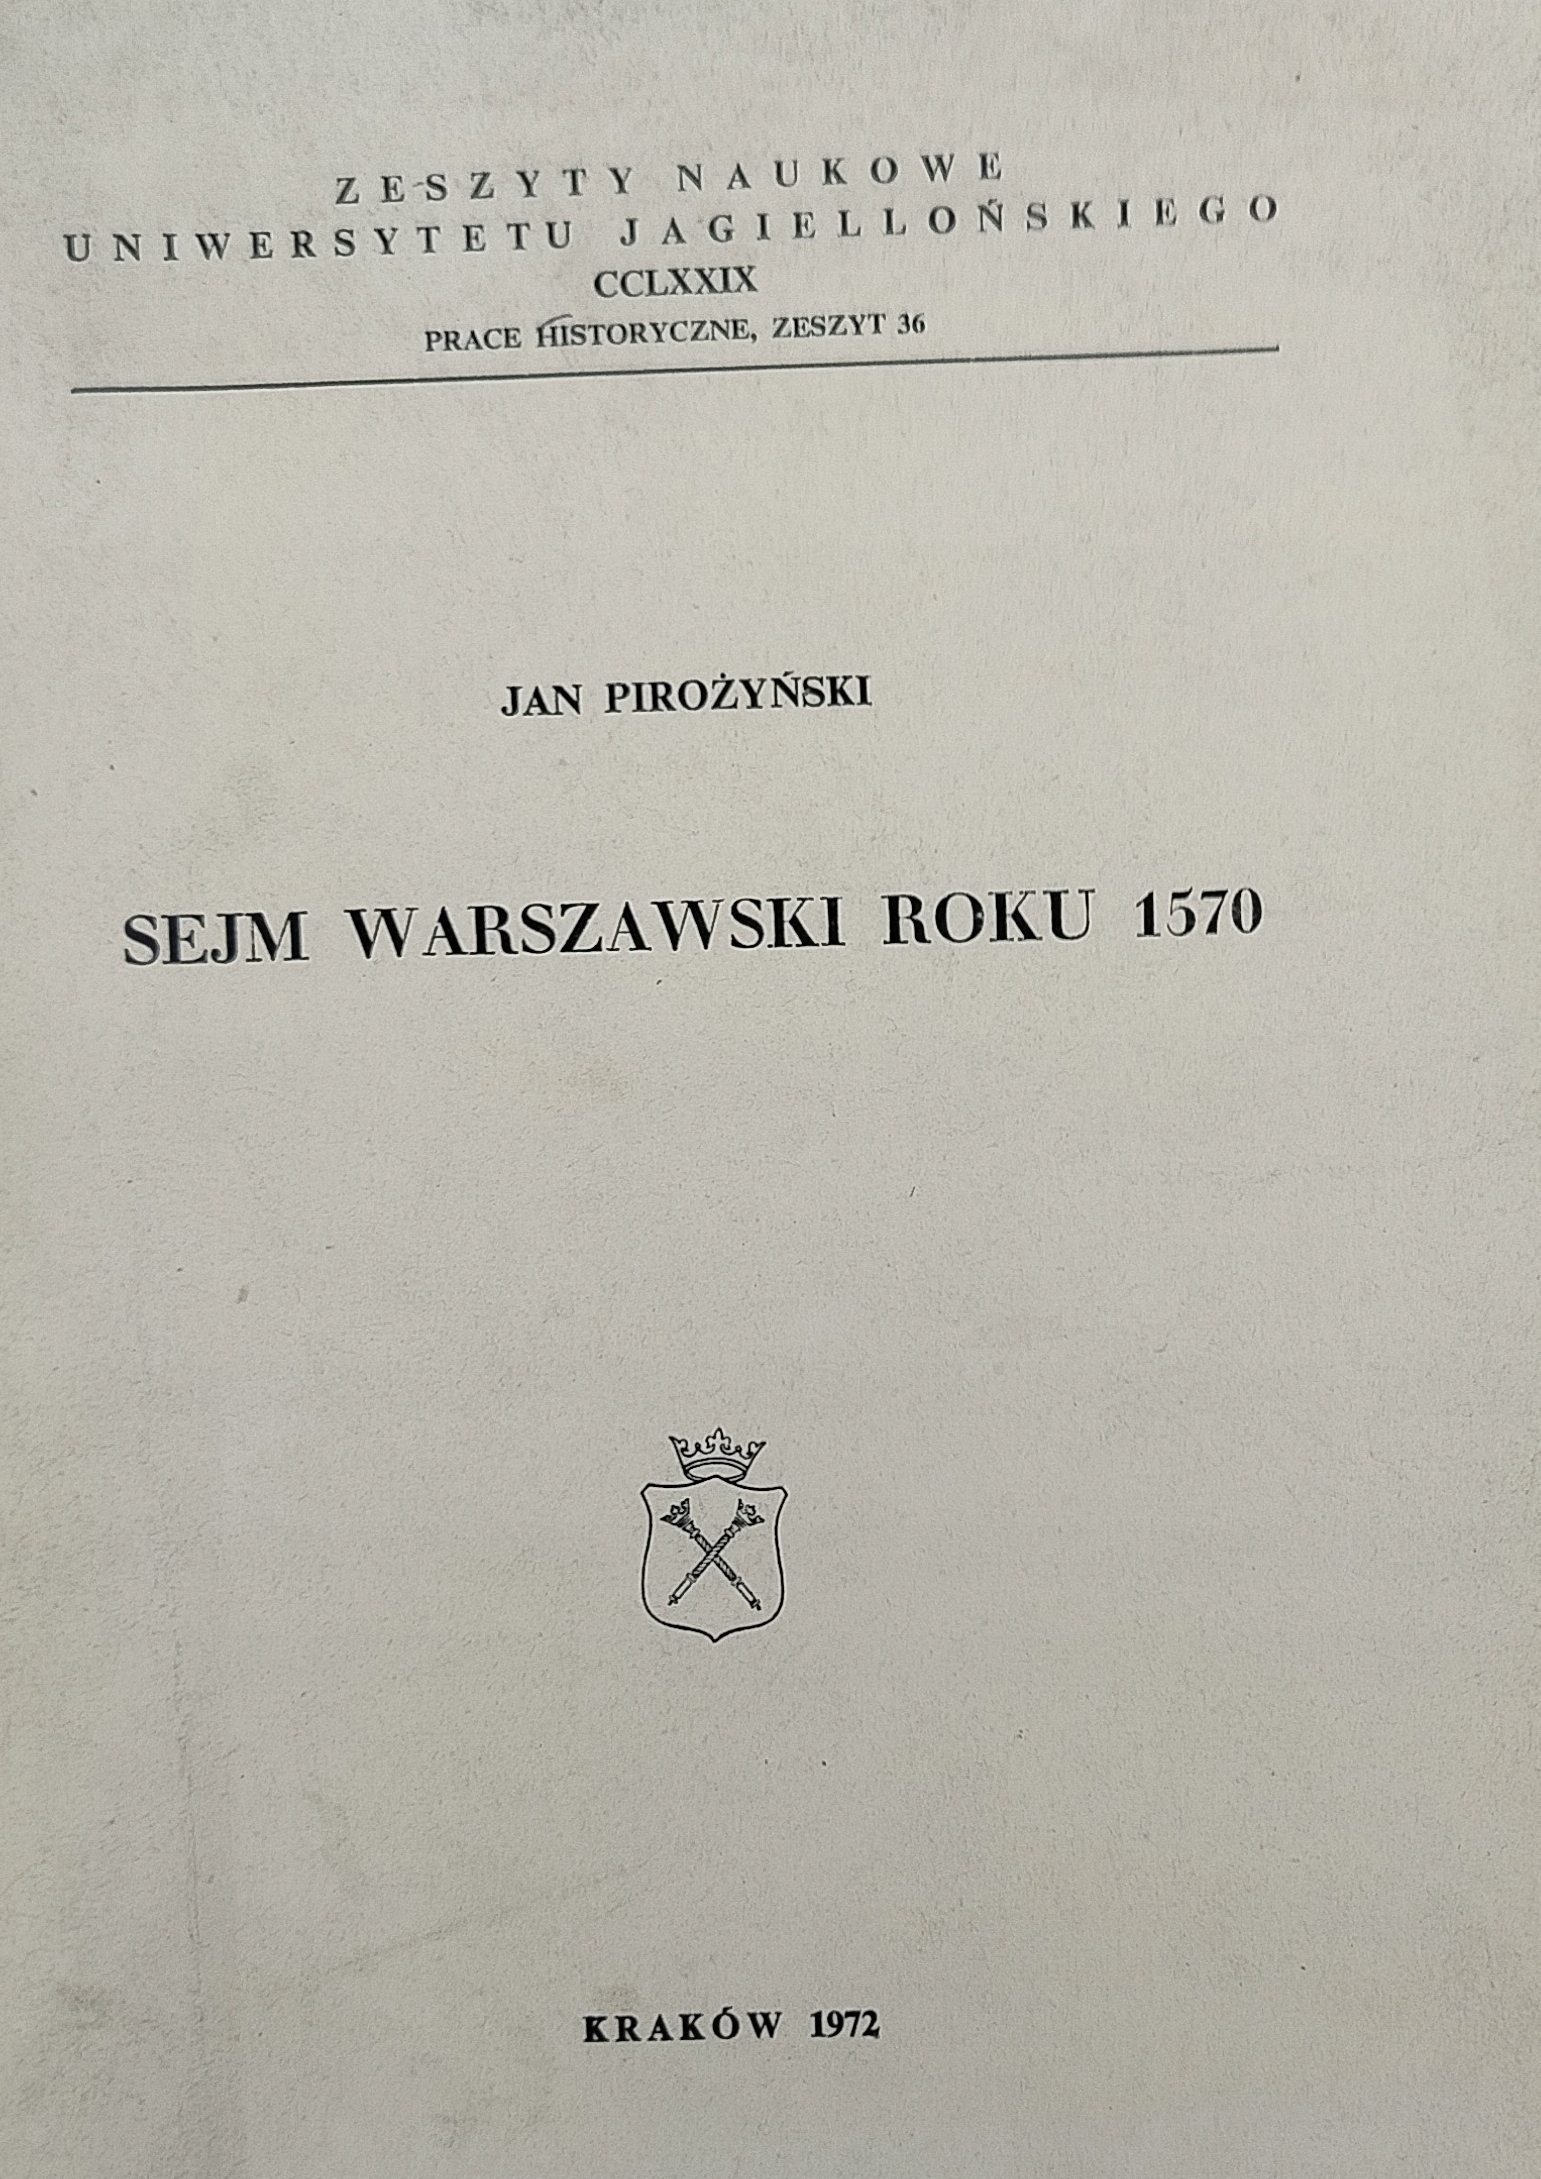 ZESZYTY NAUKOWE
UNIWERSYTETU JAGIELLOŃSKIEGO
CCLXXIX
PRACE HISTORYCZNE, ZESZYT 36
JAN PIROŻYŃSKI
SEJM WARSZAWSKI ROKU 1570
KRAKÓW 1972